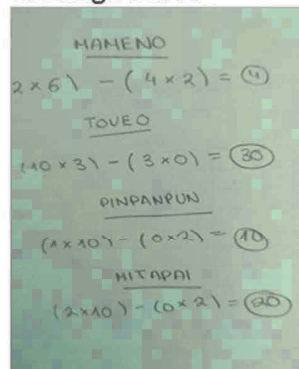 MAMENO
2 x 6) - ( 4 x 2) = 4
TOVEO
(10 x 3) - (3 x 0) = 30
PINPANPUN
(1 x 10) - (0 x 2) = 10
MITAPAI
(2 x 10) - (0 x 2) = 20